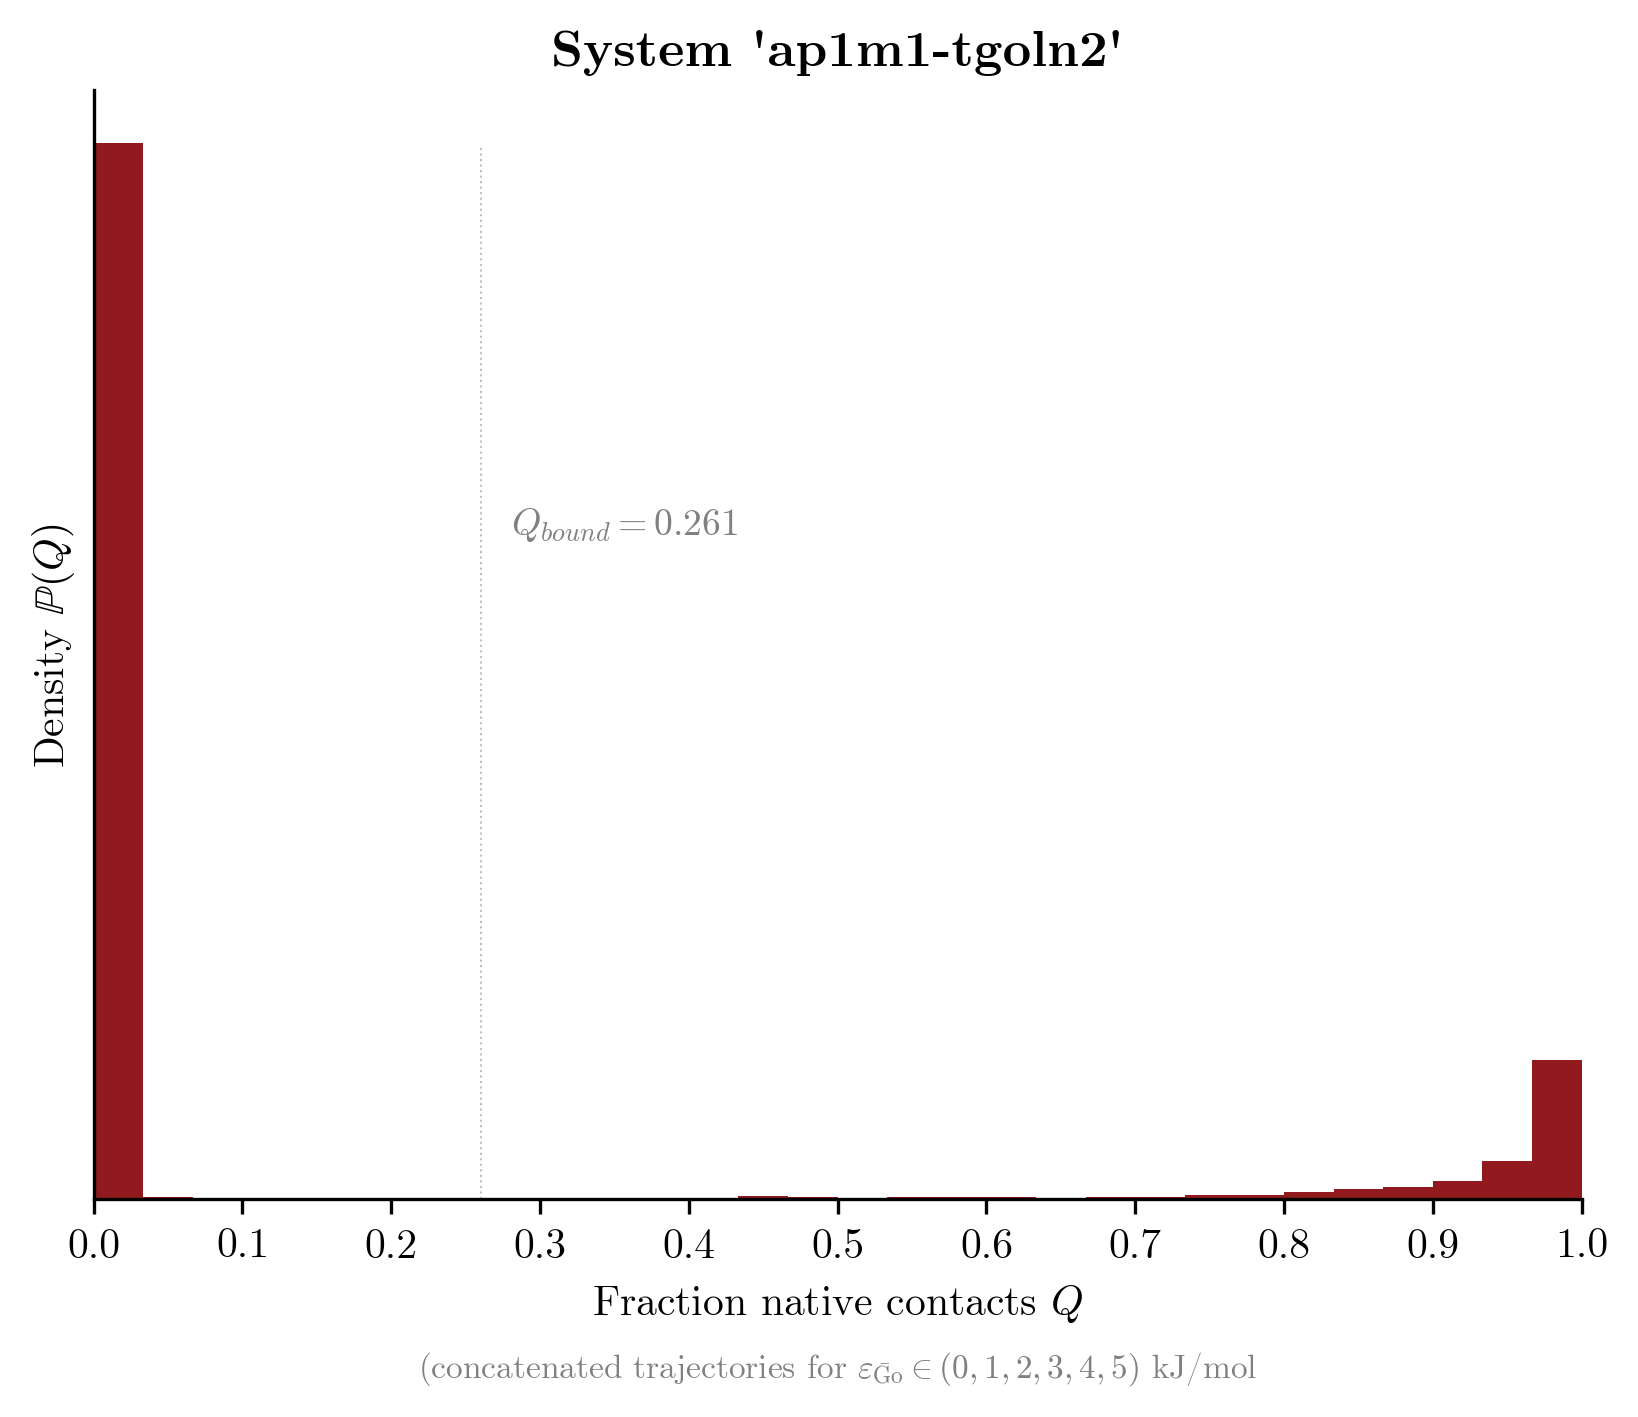 System 'ap1m1-tgoln2'
Density ℙ(Q)
Q_bound = 0.261
0.0 0.1 0.2 0.3 0.4 0.5 0.6 0.7 0.8 0.9 1.0
Fraction native contacts Q
(concatenated trajectories for ε_Ḡo ∈ (0, 1, 2, 3, 4, 5) kJ/mol